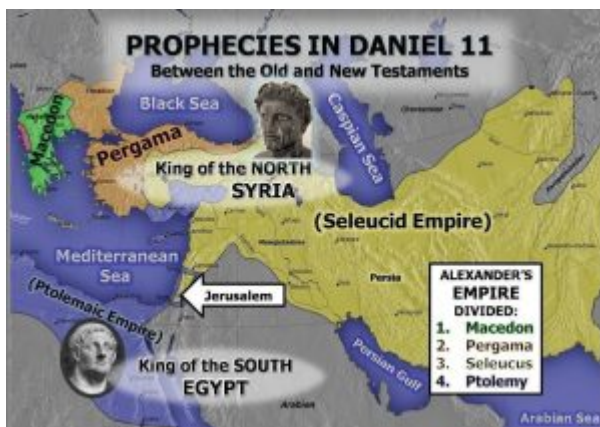 PROPHECIES IN DANIEL 11
Between the Old and New Testaments
Black Sea
Caspian Sea
Macedon
Pergama
King of the NORTH
SYRIA
(Seleucid Empire)
Mediterranean
Sea
Persia
Jerusalem
(Ptolemaic Empire)
ALEXANDER'S
EMPIRE
DIVIDED:
1. Macedon
2. Pergama
3. Seleucus
4. Ptolemy
Persian Gulf
King of the SOUTH
EGYPT
Arabian
Arabian Sea